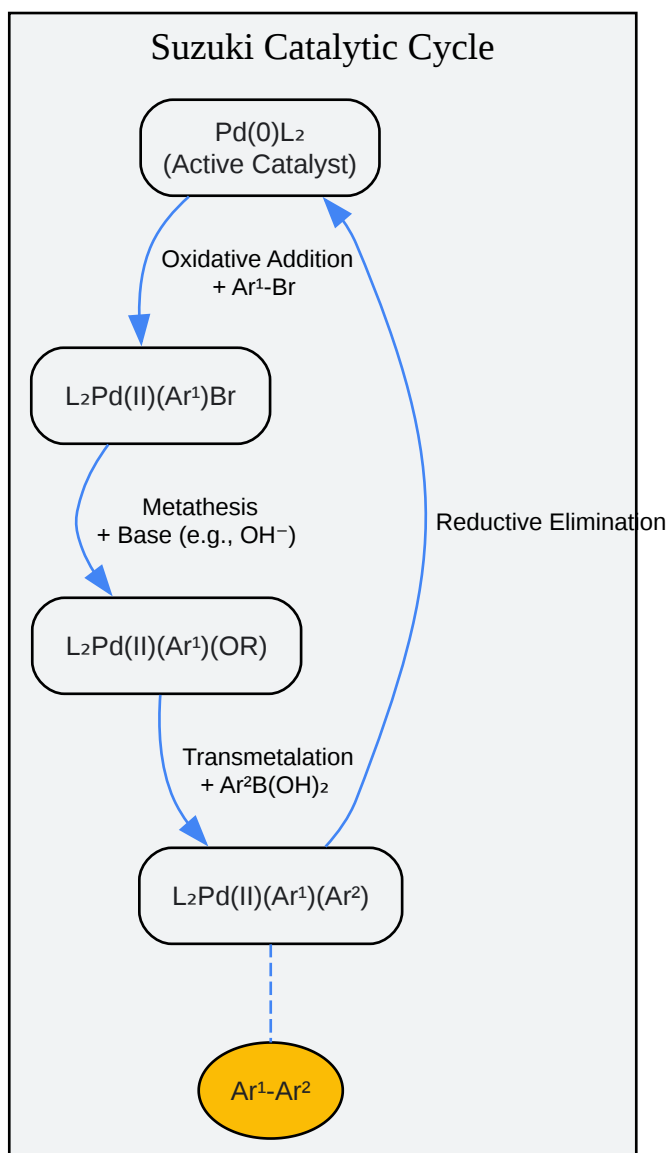 Suzuki Catalytic Cycle
Pd(0)L₂
(Active Catalyst)
Oxidative Addition
+ Ar¹-Br
L₂Pd(II)(Ar¹)Br
Metathesis
+ Base (e.g., OH⁻)
Reductive Elimination
L₂Pd(II)(Ar¹)(OR)
Transmetalation
+ Ar²B(OH)₂
L₂Pd(II)(Ar¹)(Ar²)
Ar¹-Ar²